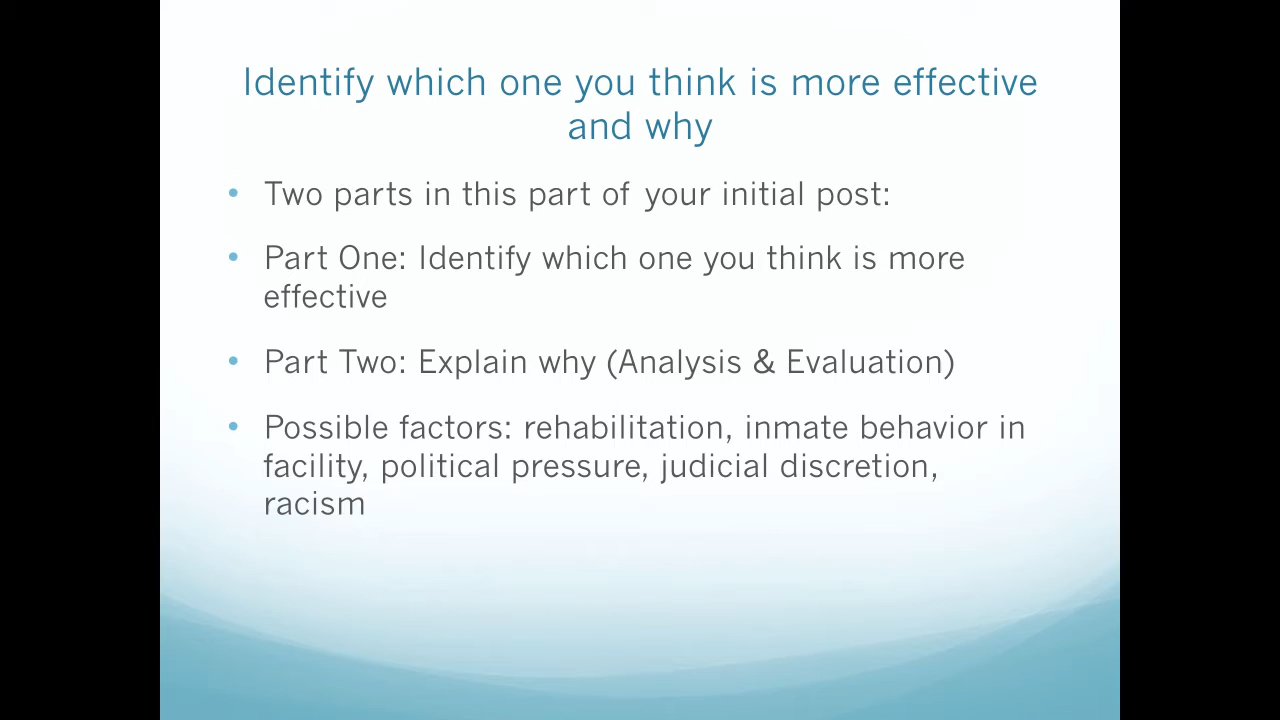 Identify which one you think is more effective
and why
• Two parts in this part of your initial post:
• Part One: Identify which one you think is more
effective
• Part Two: Explain why (Analysis & Evaluation)
• Possible factors: rehabilitation, inmate behavior in
facility, political pressure, judicial discretion,
racism